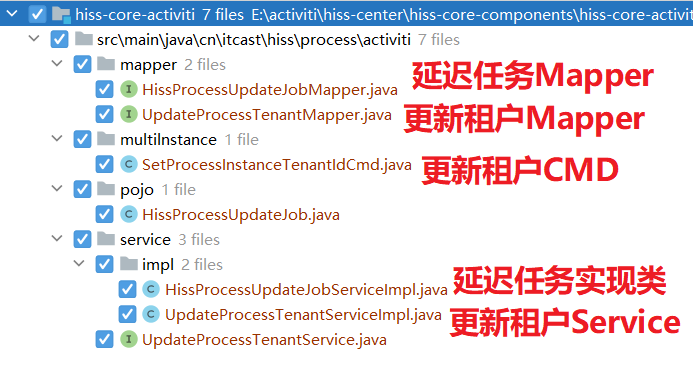 hiss-core-activiti 7 files E:\activiti\hiss-center\hiss-core-components\hiss-core-activ
src\main\java\cn\itcast\hiss\process\activiti 7 files
mapper 2 files
延迟任务Mapper
HissProcessUpdateJobMapper.java
UpdateProcessTenantMapper.java
更新租户Mapper
multiInstance 1 file
SetProcessInstanceTenantIdCmd.java
更新租户CMD
pojo 1 file
HissProcessUpdateJob.java
service 3 files
impl 2 files
HissProcessUpdateJobServiceImpl.java
延迟任务实现类
UpdateProcessTenantServiceImpl.java
更新租户Service
UpdateProcessTenantService.java